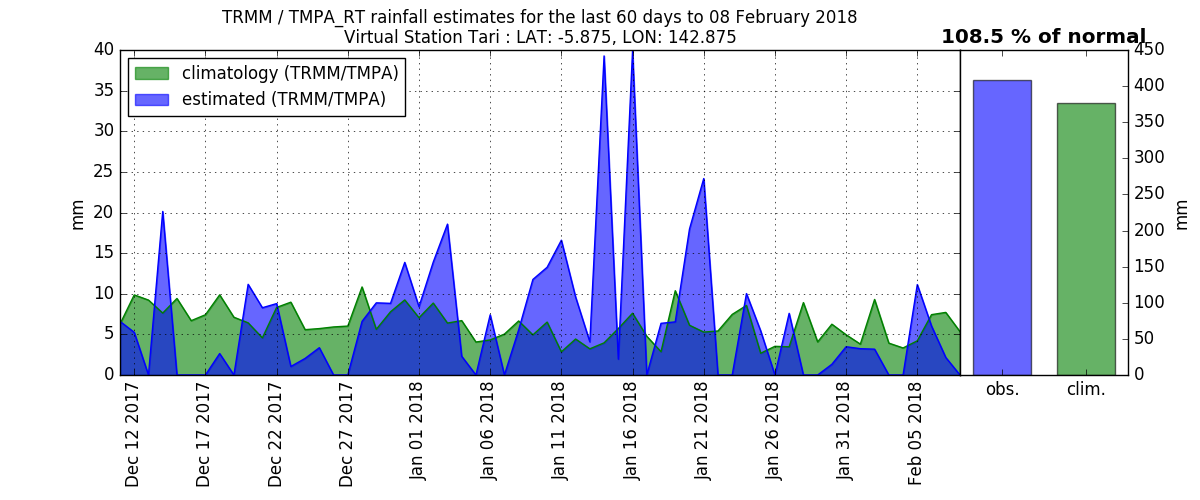 TRMM / TMPA_RT rainfall estimates for the last 60 days to 08 February 2018
Virtual Station Tari : LAT: -5.875, LON: 142.875
108.5 % of normal
climatology (TRMM/TMPA)
estimated (TRMM/TMPA)
mm
40
35
30
25
20
15
10
5
0
Dec 12 2017
Dec 17 2017
Dec 22 2017
Dec 27 2017
Jan 01 2018
Jan 06 2018
Jan 11 2018
Jan 16 2018
Jan 21 2018
Jan 26 2018
Jan 31 2018
Feb 05 2018
450
400
350
300
250
200
150
100
50
0
mm
obs.
clim.